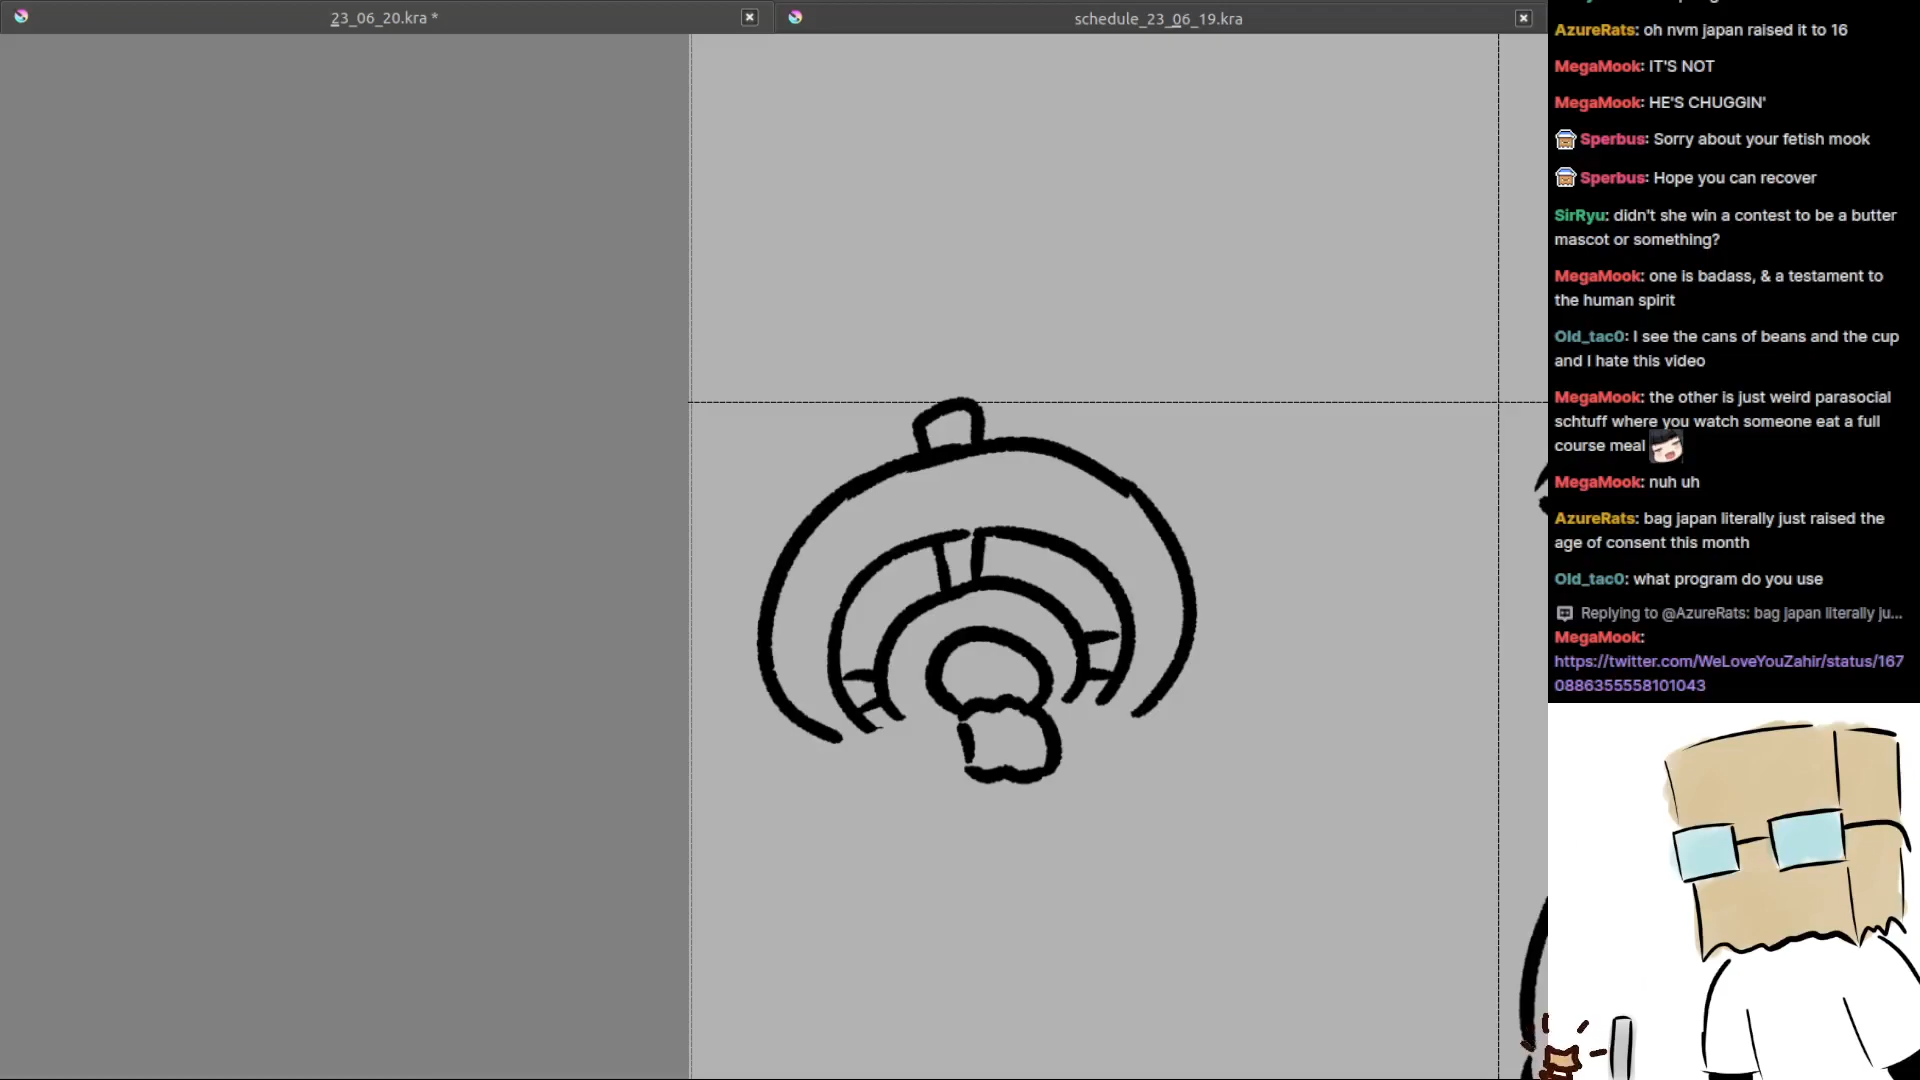 23_06_20.kra *
schedule_23_06_19.kra
AzureRats: oh nvm japan raised it to 16
MegaMook: IT'S NOT
MegaMook: HE'S CHUGGIN'
Sperbus: Sorry about your fetish mook
Sperbus: Hope you can recover
SirRyu: didn't she win a contest to be a butter
mascot or something?
MegaMook: one is badass, & a testament to
the human spirit
Old_tac0: I see the cans of beans and the cup
and I hate this video
MegaMook: the other is just weird parasocial
schtuff where you watch someone eat a full
course meal
MegaMook: nuh uh
AzureRats: bag japan literally just raised the
age of consent this month
Old_tac0: what program do you use
Replying to @AzureRats: bag japan literally ju...
MegaMook:
https://twitter.com/WeLoveYouZahir/status/167
0886355558101043